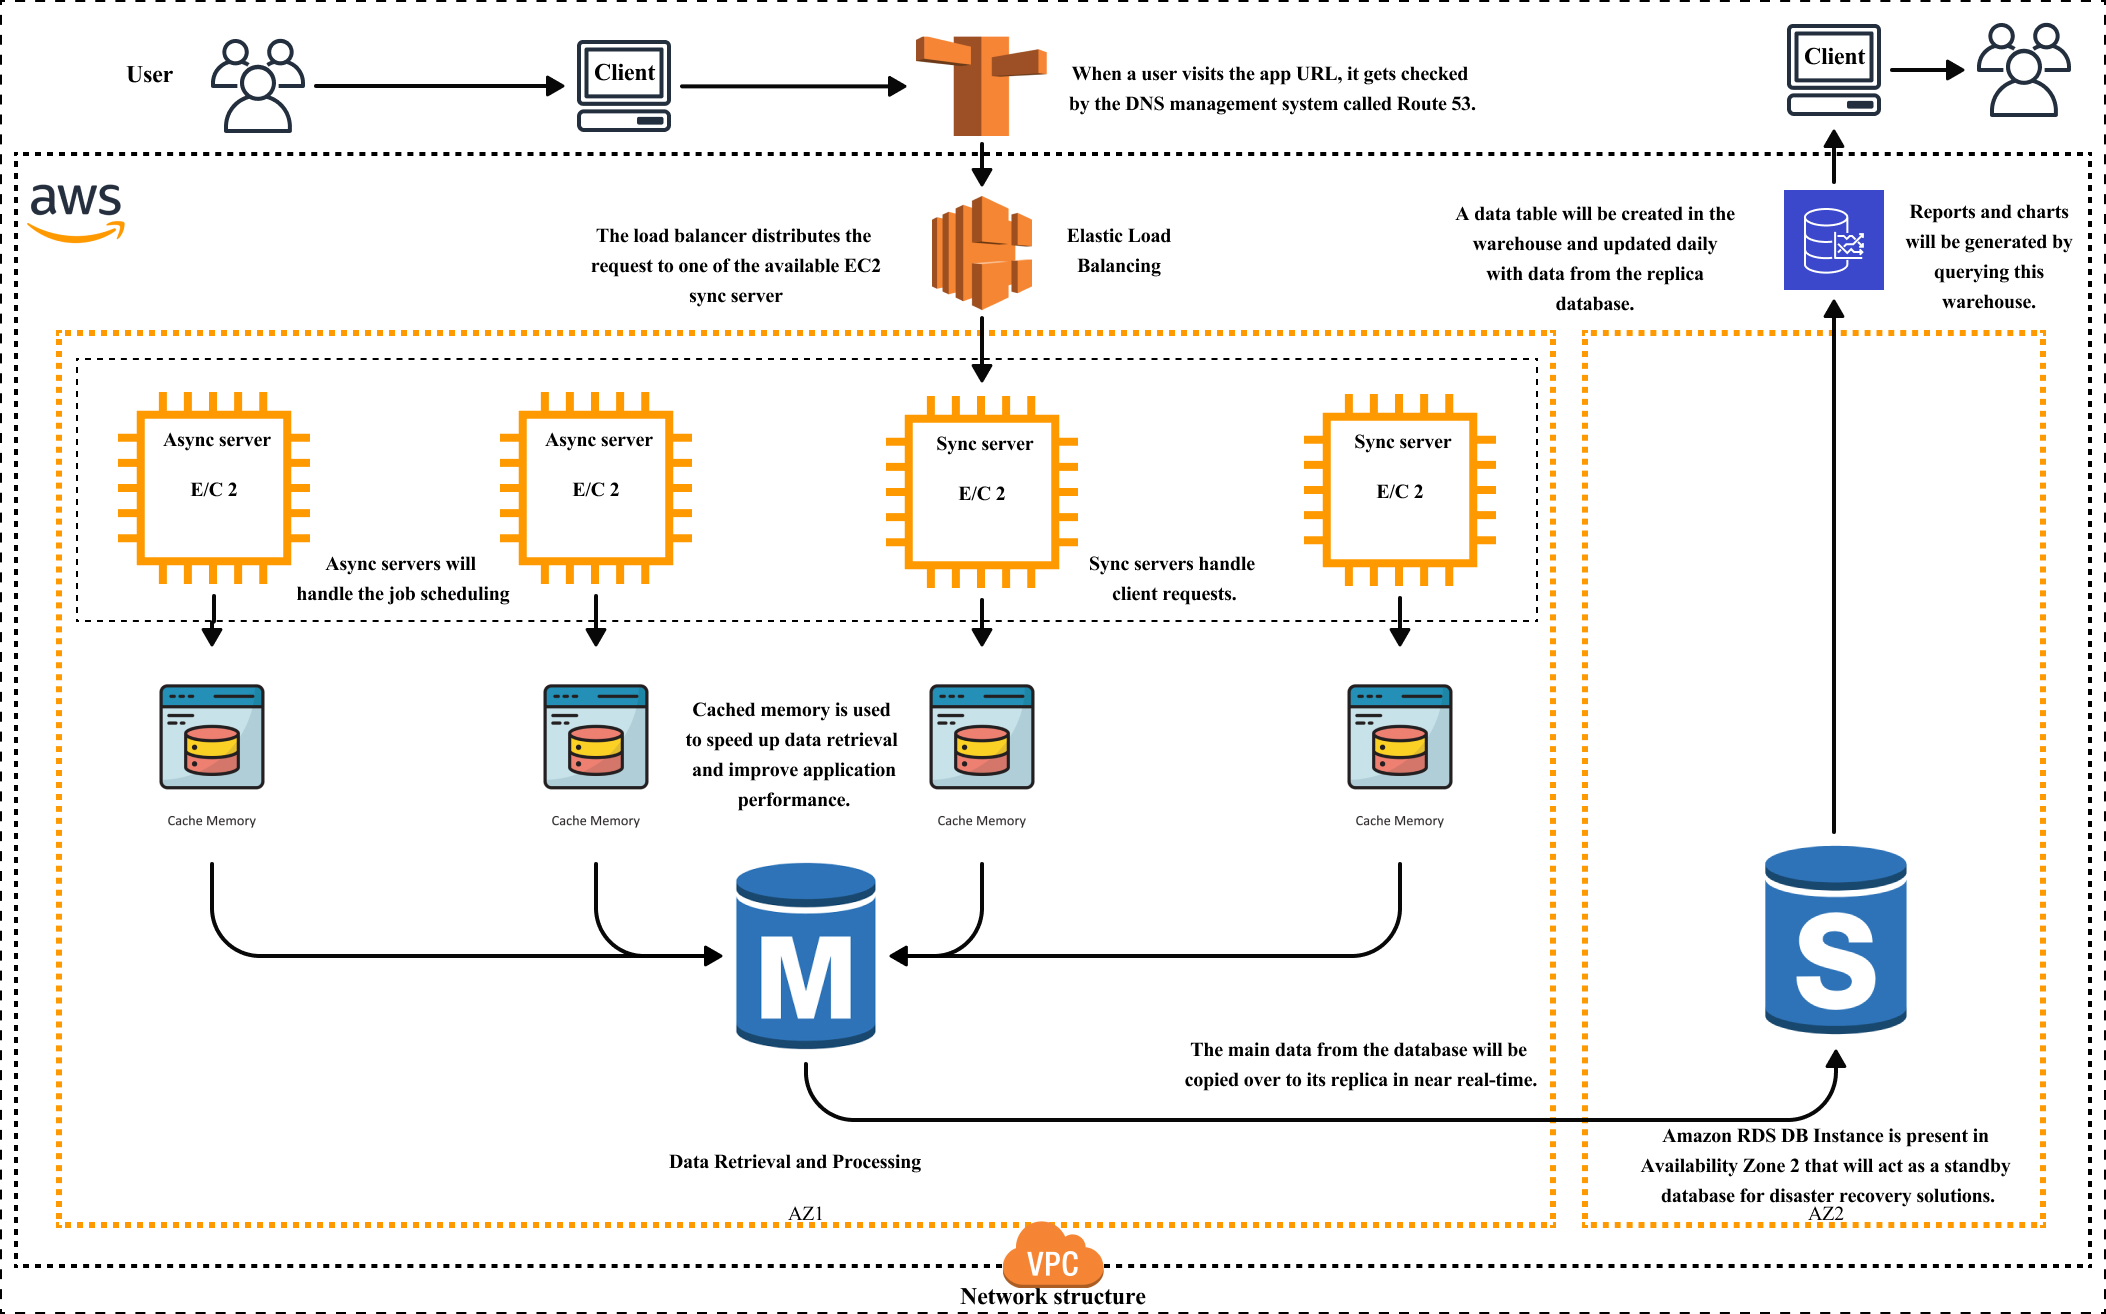 User
Client
When a user visits the app URL, it gets checked
by the DNS management system called Route 53.
Client
aws
The load balancer distributes the
request to one of the available EC2
sync server
Elastic Load
Balancing
A data table will be created in the
warehouse and updated daily
with data from the replica
database.
Reports and charts
will be generated by
querying this
warehouse.
Async server
E/C 2
Async server
E/C 2
Sync server
E/C 2
Sync server
E/C 2
Async servers will
handle the job scheduling
Sync servers handle
client requests.
Cached memory is used
to speed up data retrieval
and improve application
performance.
Cache Memory
Cache Memory
Cache Memory
Cache Memory
M
S
The main data from the database will be
copied over to its replica in near real-time.
Amazon RDS DB Instance is present in
Availability Zone 2 that will act as a standby
database for disaster recovery solutions.
Data Retrieval and Processing
AZ1
AZ2
VPC
Network structure